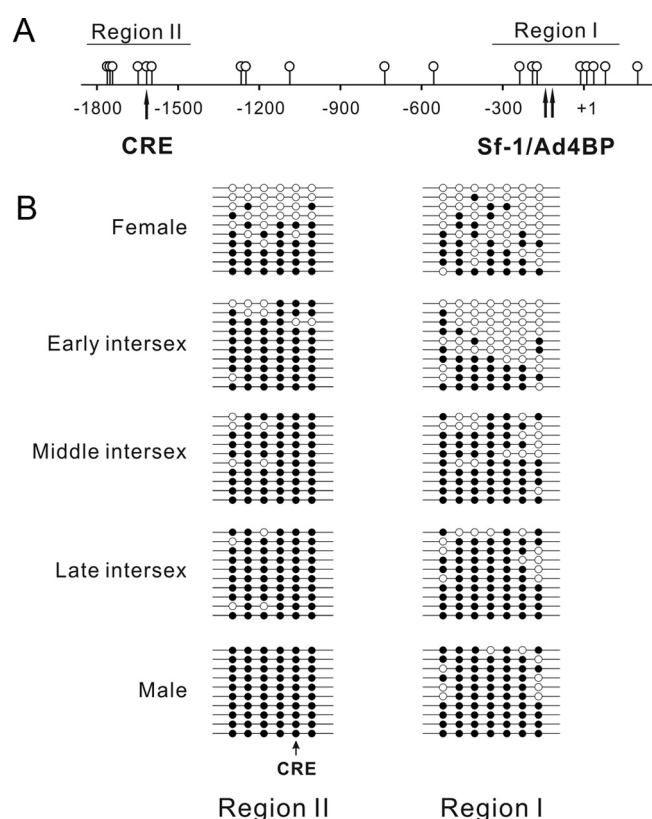 A
Region II Region I
-1800 -1500 -1200 -900 -600 -300 +1
CRE Sf-1/Ad4BP
B
Female
Early intersex
Middle intersex
Late intersex
Male
CRE
Region II Region I